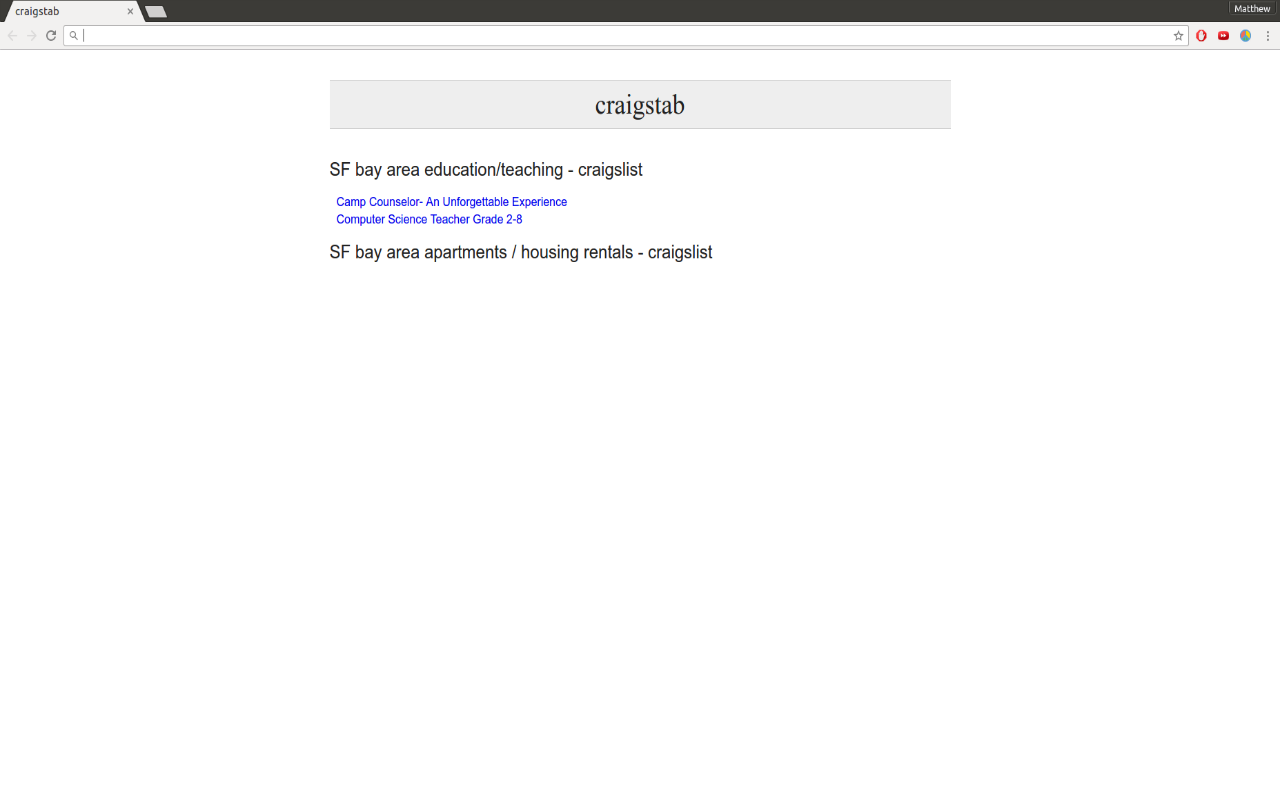 craigstab
Matthew
craigstab
SF bay area education/teaching - craigslist
Camp Counselor- An Unforgettable Experience
Computer Science Teacher Grade 2-8
SF bay area apartments / housing rentals - craigslist